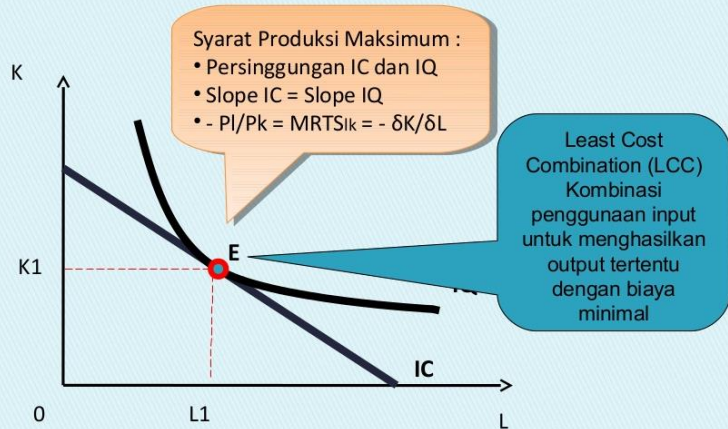 Syarat Produksi Maksimum :
• Persinggungan IC dan IQ
• Slope IC = Slope IQ
• - Pl/Pk = MRTSlk = - δK/δL
K
Least Cost
Combination (LCC)
Kombinasi
penggunaan input
untuk menghasilkan
output tertentu
dengan biaya
minimal
E
K1
IC
0
L1
L